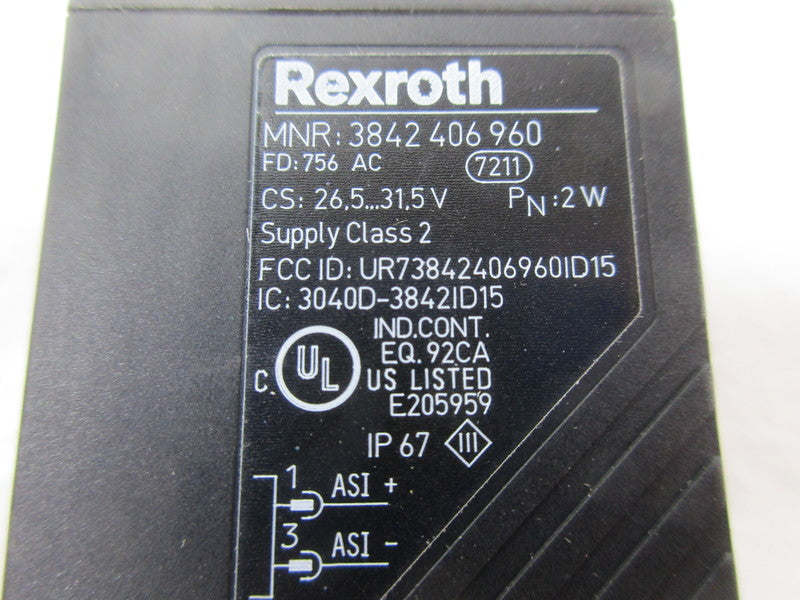 Rexroth
MNR: 3842 406 960
FD: 756 AC 7211
CS: 26,5...31,5 V PN: 2 W
Supply Class 2
FCC ID: UR73842406960ID15
IC: 3040D-3842ID15
IND.CONT.
EQ. 92CA
C UL US LISTED
E205959
IP 67 III
1 ASI +
3 ASI -